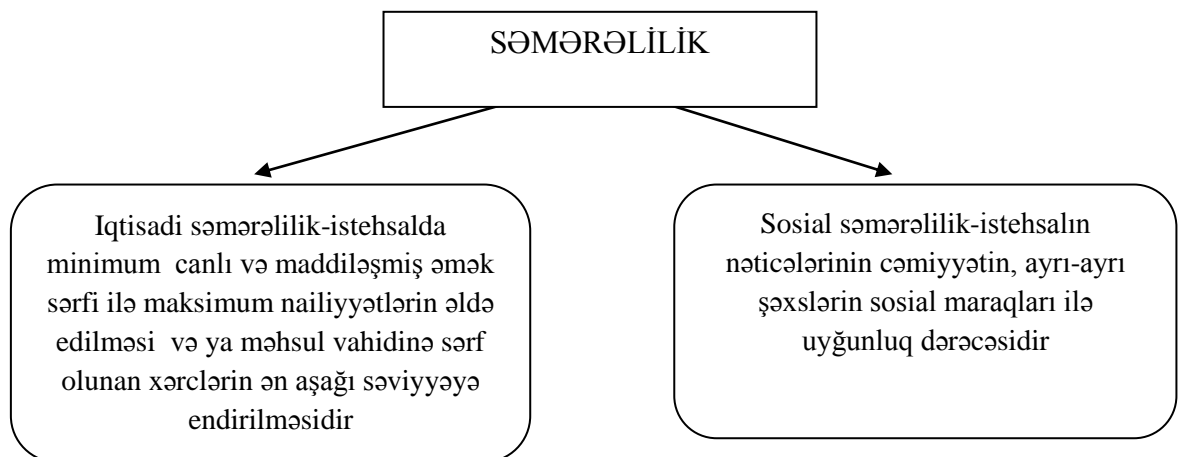 SƏMƏRƏLİLİK
Iqtisadi səmərəlilik-istehsalda
minimum canlı və maddiləşmiş əmək
sərfi ilə maksimum nailiyyətlərin əldə
edilməsi və ya məhsul vahidinə sərf
olunan xərclərin ən aşağı səviyyəyə
endirilməsidir
Sosial səmərəlilik-istehsalın
nəticələrinin cəmiyyətin, ayrı-ayrı
şəxslərin sosial maraqları ilə
uyğunluq dərəcəsidir